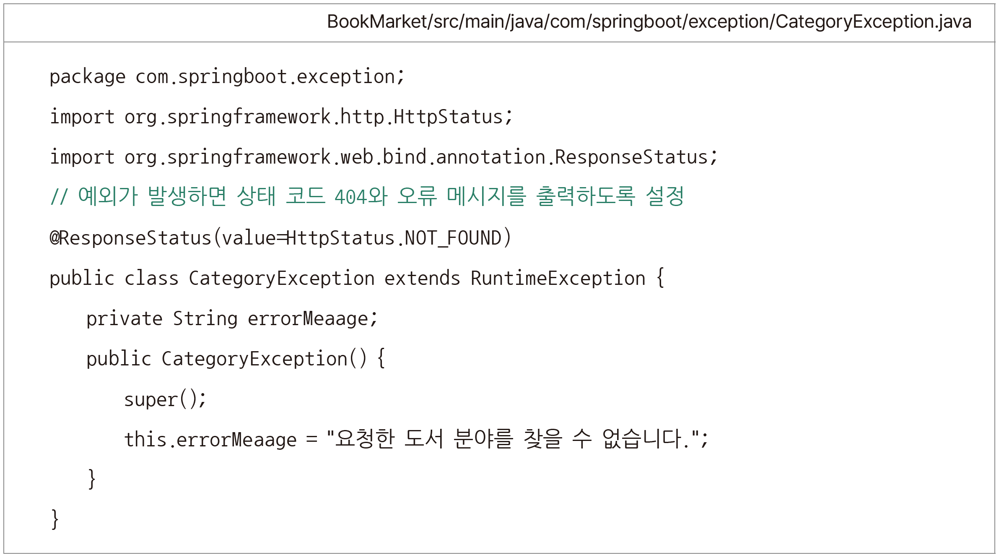 BookMarket/src/main/java/com/springboot/exception/CategoryException.java
package com.springboot.exception;
import org.springframework.http.HttpStatus;
import org.springframework.web.bind.annotation.ResponseStatus;
// 예외가 발생하면 상태 코드 404와 오류 메시지를 출력하도록 설정
@ResponseStatus(value=HttpStatus.NOT_FOUND)
public class CategoryException extends RuntimeException {
private String errorMeaage;
public CategoryException() {
super();
this.errorMeaage = "요청한 도서 분야를 찾을 수 없습니다.";
}
}